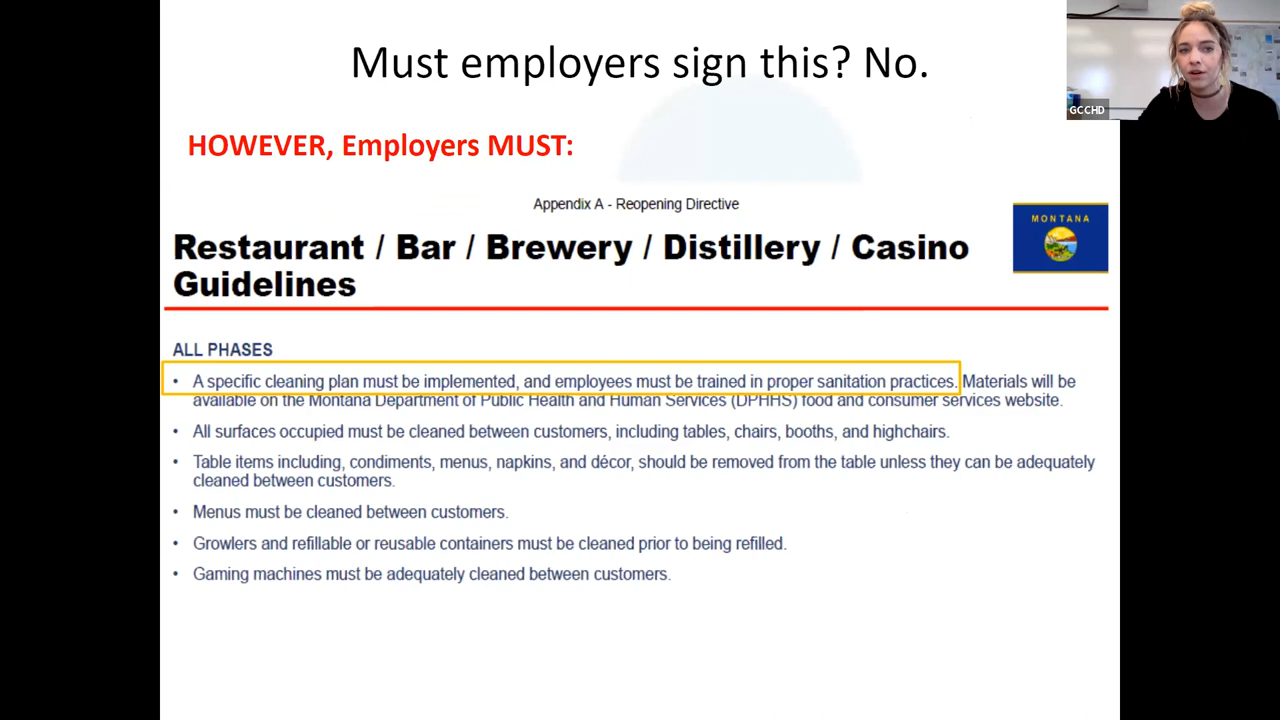 Must employers sign this? No.
GCCHD
HOWEVER, Employers MUST:
Appendix A - Reopening Directive
MONTANA
Restaurant / Bar / Brewery / Distillery / Casino
Guidelines
ALL PHASES
• A specific cleaning plan must be implemented, and employees must be trained in proper sanitation practices. Materials will be
available on the Montana Department of Public Health and Human Services (DPHHS) food and consumer services website.
• All surfaces occupied must be cleaned between customers, including tables, chairs, booths, and highchairs.
• Table items including, condiments, menus, napkins, and décor, should be removed from the table unless they can be adequately
cleaned between customers.
• Menus must be cleaned between customers.
• Growlers and refillable or reusable containers must be cleaned prior to being refilled.
• Gaming machines must be adequately cleaned between customers.